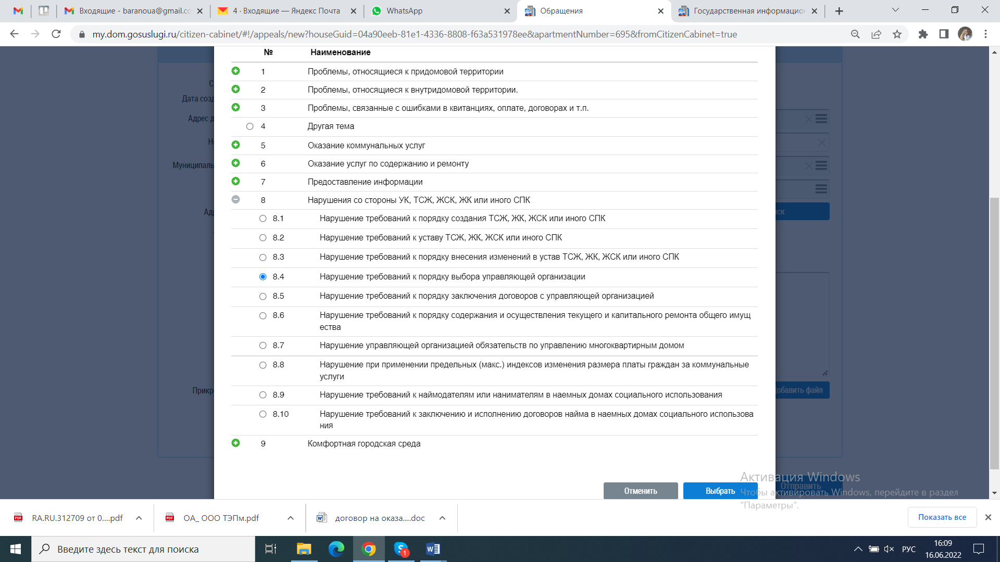 Входящие - baranoua@gmail.co
4 · Входящие — Яндекс Почта
WhatsApp
Обращения
Государственная информацион
my.dom.gosuslugi.ru/citizen-cabinet/#!/appeals/new?houseGuid=04a90eeb-81e1-4336-8808-f63a531978ee&apartmentNumber=695&fromCitizenCabinet=true
№ Наименование
1 Проблемы, относящиеся к придомовой территории
2 Проблемы, относящиеся к внутридомовой территории.
3 Проблемы, связанные с ошибками в квитанциях, оплате, договорах и т.п.
4 Другая тема
5 Оказание коммунальных услуг
6 Оказание услуг по содержанию и ремонту
7 Предоставление информации
8 Нарушения со стороны УК, ТСЖ, ЖСК, ЖК или иного СПК
8.1 Нарушение требований к порядку создания ТСЖ, ЖК, ЖСК или иного СПК
8.2 Нарушение требований к уставу ТСЖ, ЖК, ЖСК или иного СПК
8.3 Нарушение требований к порядку внесения изменений в устав ТСЖ, ЖК, ЖСК или иного СПК
8.4 Нарушение требований к порядку выбора управляющей организации
8.5 Нарушение требований к порядку заключения договоров с управляющей организацией
8.6 Нарушение требований к порядку содержания и осуществления текущего и капитального ремонта общего имущ
ества
8.7 Нарушение управляющей организацией обязательств по управлению многоквартирным домом
8.8 Нарушение при применении предельных (макс.) индексов изменения размера платы граждан за коммунальные
услуги
8.9 Нарушение требований к наймодателям или нанимателям в наемных домах социального использования
8.10 Нарушение требований к заключению и исполнению договоров найма в наемных домах социального использова
ния
9 Комфортная городская среда
Дата созд
Адрес д
Муниципаль
Адр
Прикр
ск
обавить файл
Отменить
Выбрать
Отправить
Активация Windows
Чтобы активировать Windows, перейдите в раздел
"Параметры".
RA.RU.312709 от 0....pdf
ОА_ ООО ТЭПм.pdf
договор на оказа....doc
Показать все
Введите здесь текст для поиска
1
РУС
16:09
16.06.2022